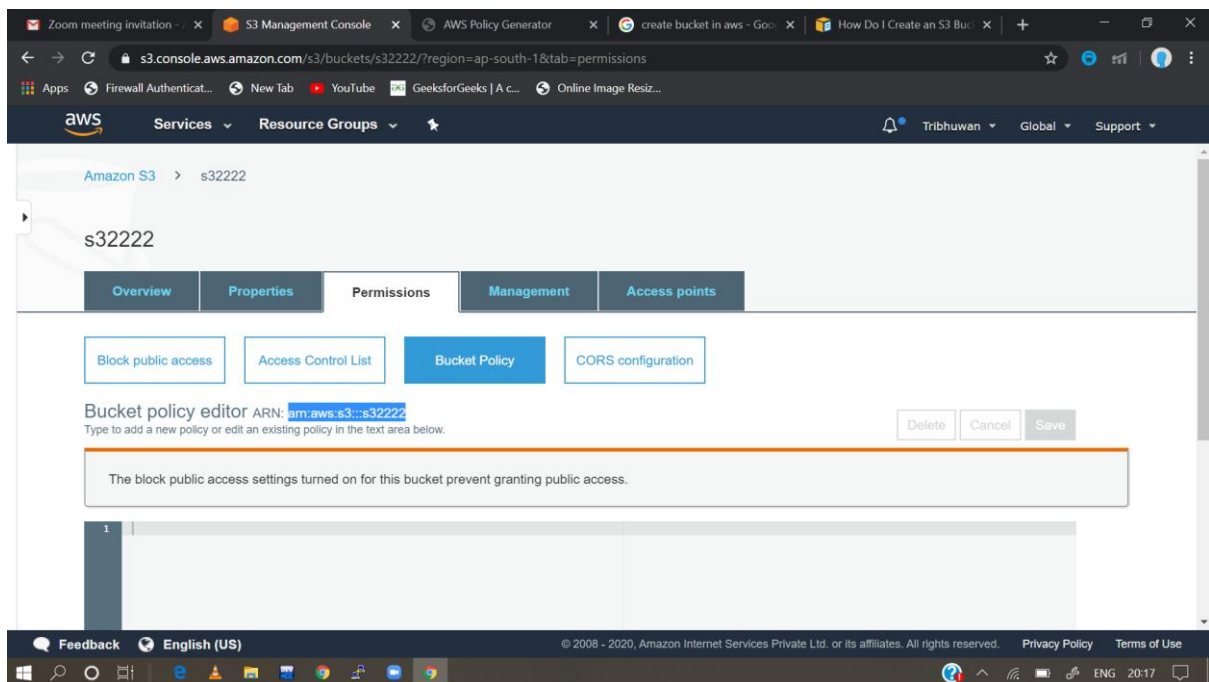 Zoom meeting invitation - /
S3 Management Console
AWS Policy Generator
create bucket in aws - Goo
How Do I Create an S3 Buc
s3.console.aws.amazon.com/s3/buckets/s32222/?region=ap-south-1&tab=permissions
Apps Firewall Authenticat... New Tab YouTube GeeksforGeeks | A c... Online Image Resiz...
aws Services Resource Groups Tribhuwan Global Support
Amazon S3 > s32222
s32222
Overview Properties Permissions Management Access points
Block public access Access Control List Bucket Policy CORS configuration
Bucket policy editor ARN: arn:aws:s3:::s32222
Type to add a new policy or edit an existing policy in the text area below.
Delete Cancel Save
The block public access settings turned on for this bucket prevent granting public access.
1
Feedback English (US) © 2008 - 2020, Amazon Internet Services Private Ltd. or its affiliates. All rights reserved. Privacy Policy Terms of Use
ENG 20:17